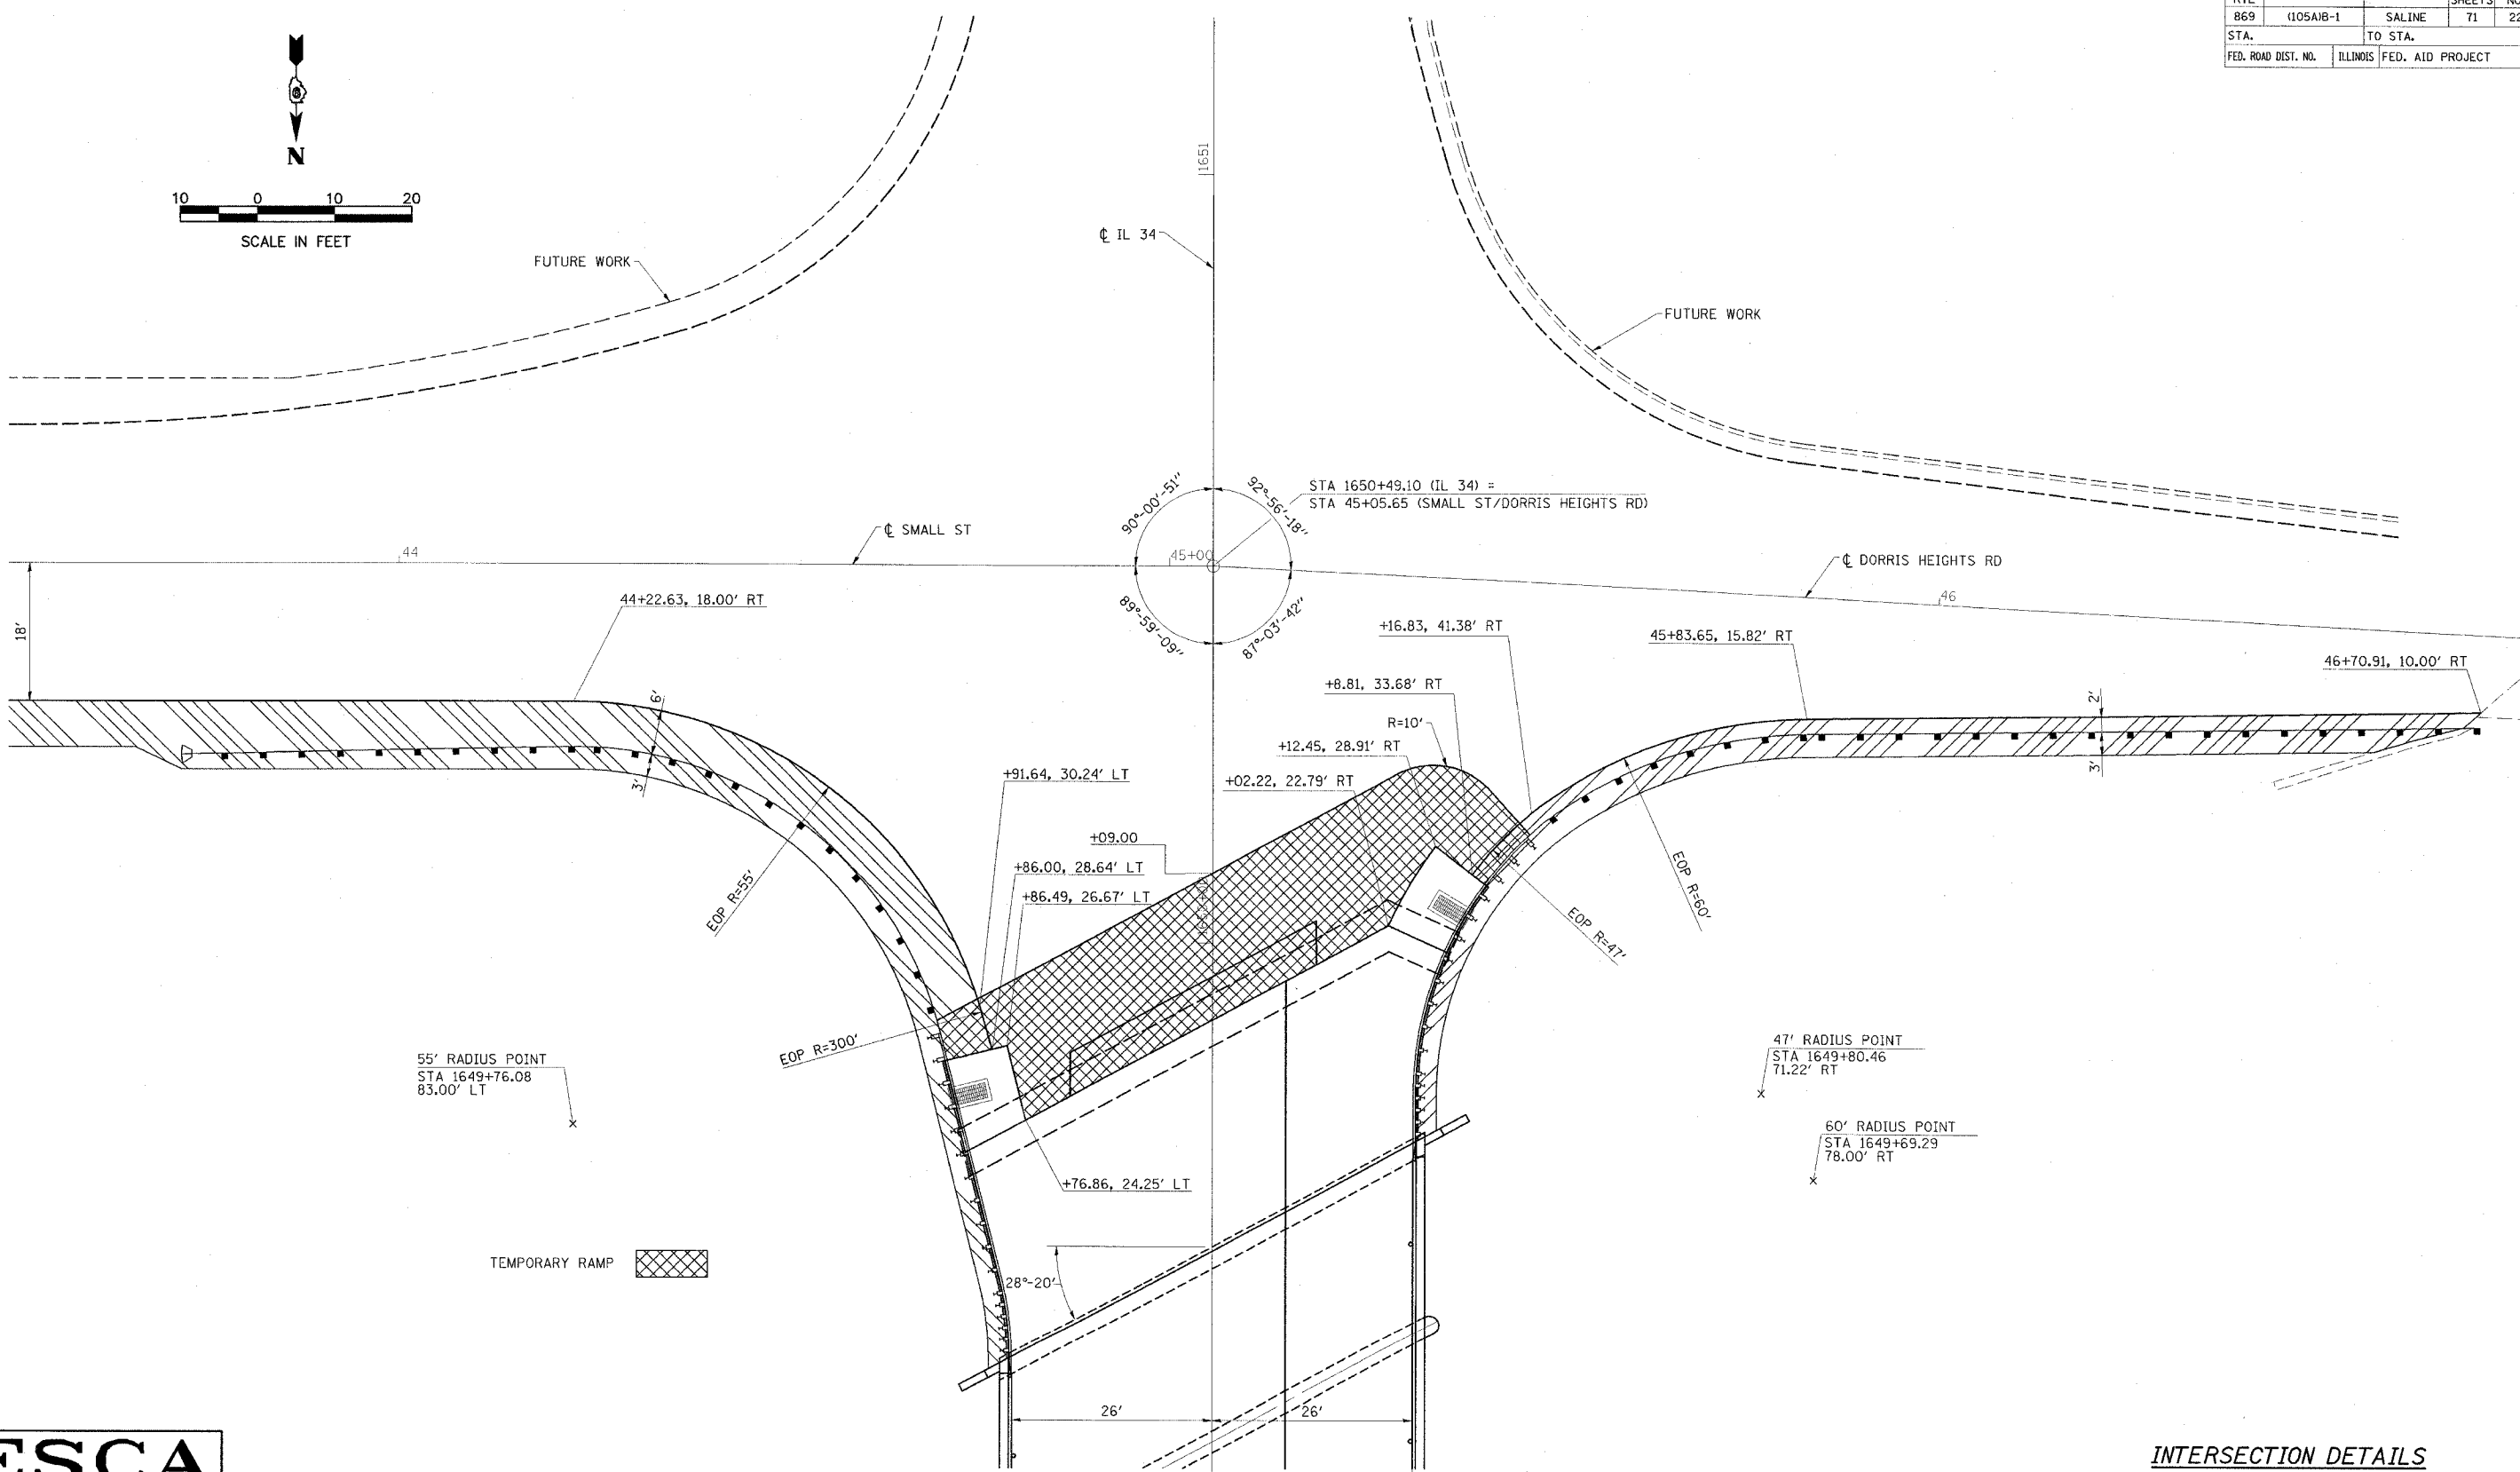 869 (105A)B-1 SALINE 71 22
STA. TO STA.
FED. ROAD DIST. NO. ILLINOIS FED. AID PROJECT
N
10 0 10 20
SCALE IN FEET
FUTURE WORK
℄ IL 34
1651
FUTURE WORK
90°-00'-51"
92°-56'-18"
89°-59'-09"
87°-03'-42"
STA 1650+49.10 (IL 34) =
STA 45+05.65 (SMALL ST/DORRIS HEIGHTS RD)
℄ SMALL ST
44
45+00
℄ DORRIS HEIGHTS RD
46
18'
44+22.63, 18.00' RT
6'
3'
+16.83, 41.38' RT
45+83.65, 15.82' RT
46+70.91, 10.00' RT
2'
3'
+8.81, 33.68' RT
R=10'
+12.45, 28.91' RT
+02.22, 22.79' RT
+91.64, 30.24' LT
+09.00
+86.00, 28.64' LT
+86.49, 26.67' LT
EOP R=55'
EOP R=60'
EOP R=47'
EOP R=300'
55' RADIUS POINT
STA 1649+76.08
83.00' LT
47' RADIUS POINT
STA 1649+80.46
71.22' RT
60' RADIUS POINT
STA 1649+69.29
78.00' RT
+76.86, 24.25' LT
TEMPORARY RAMP
28°-20'
26' 26'
ESCA
INTERSECTION DETAILS